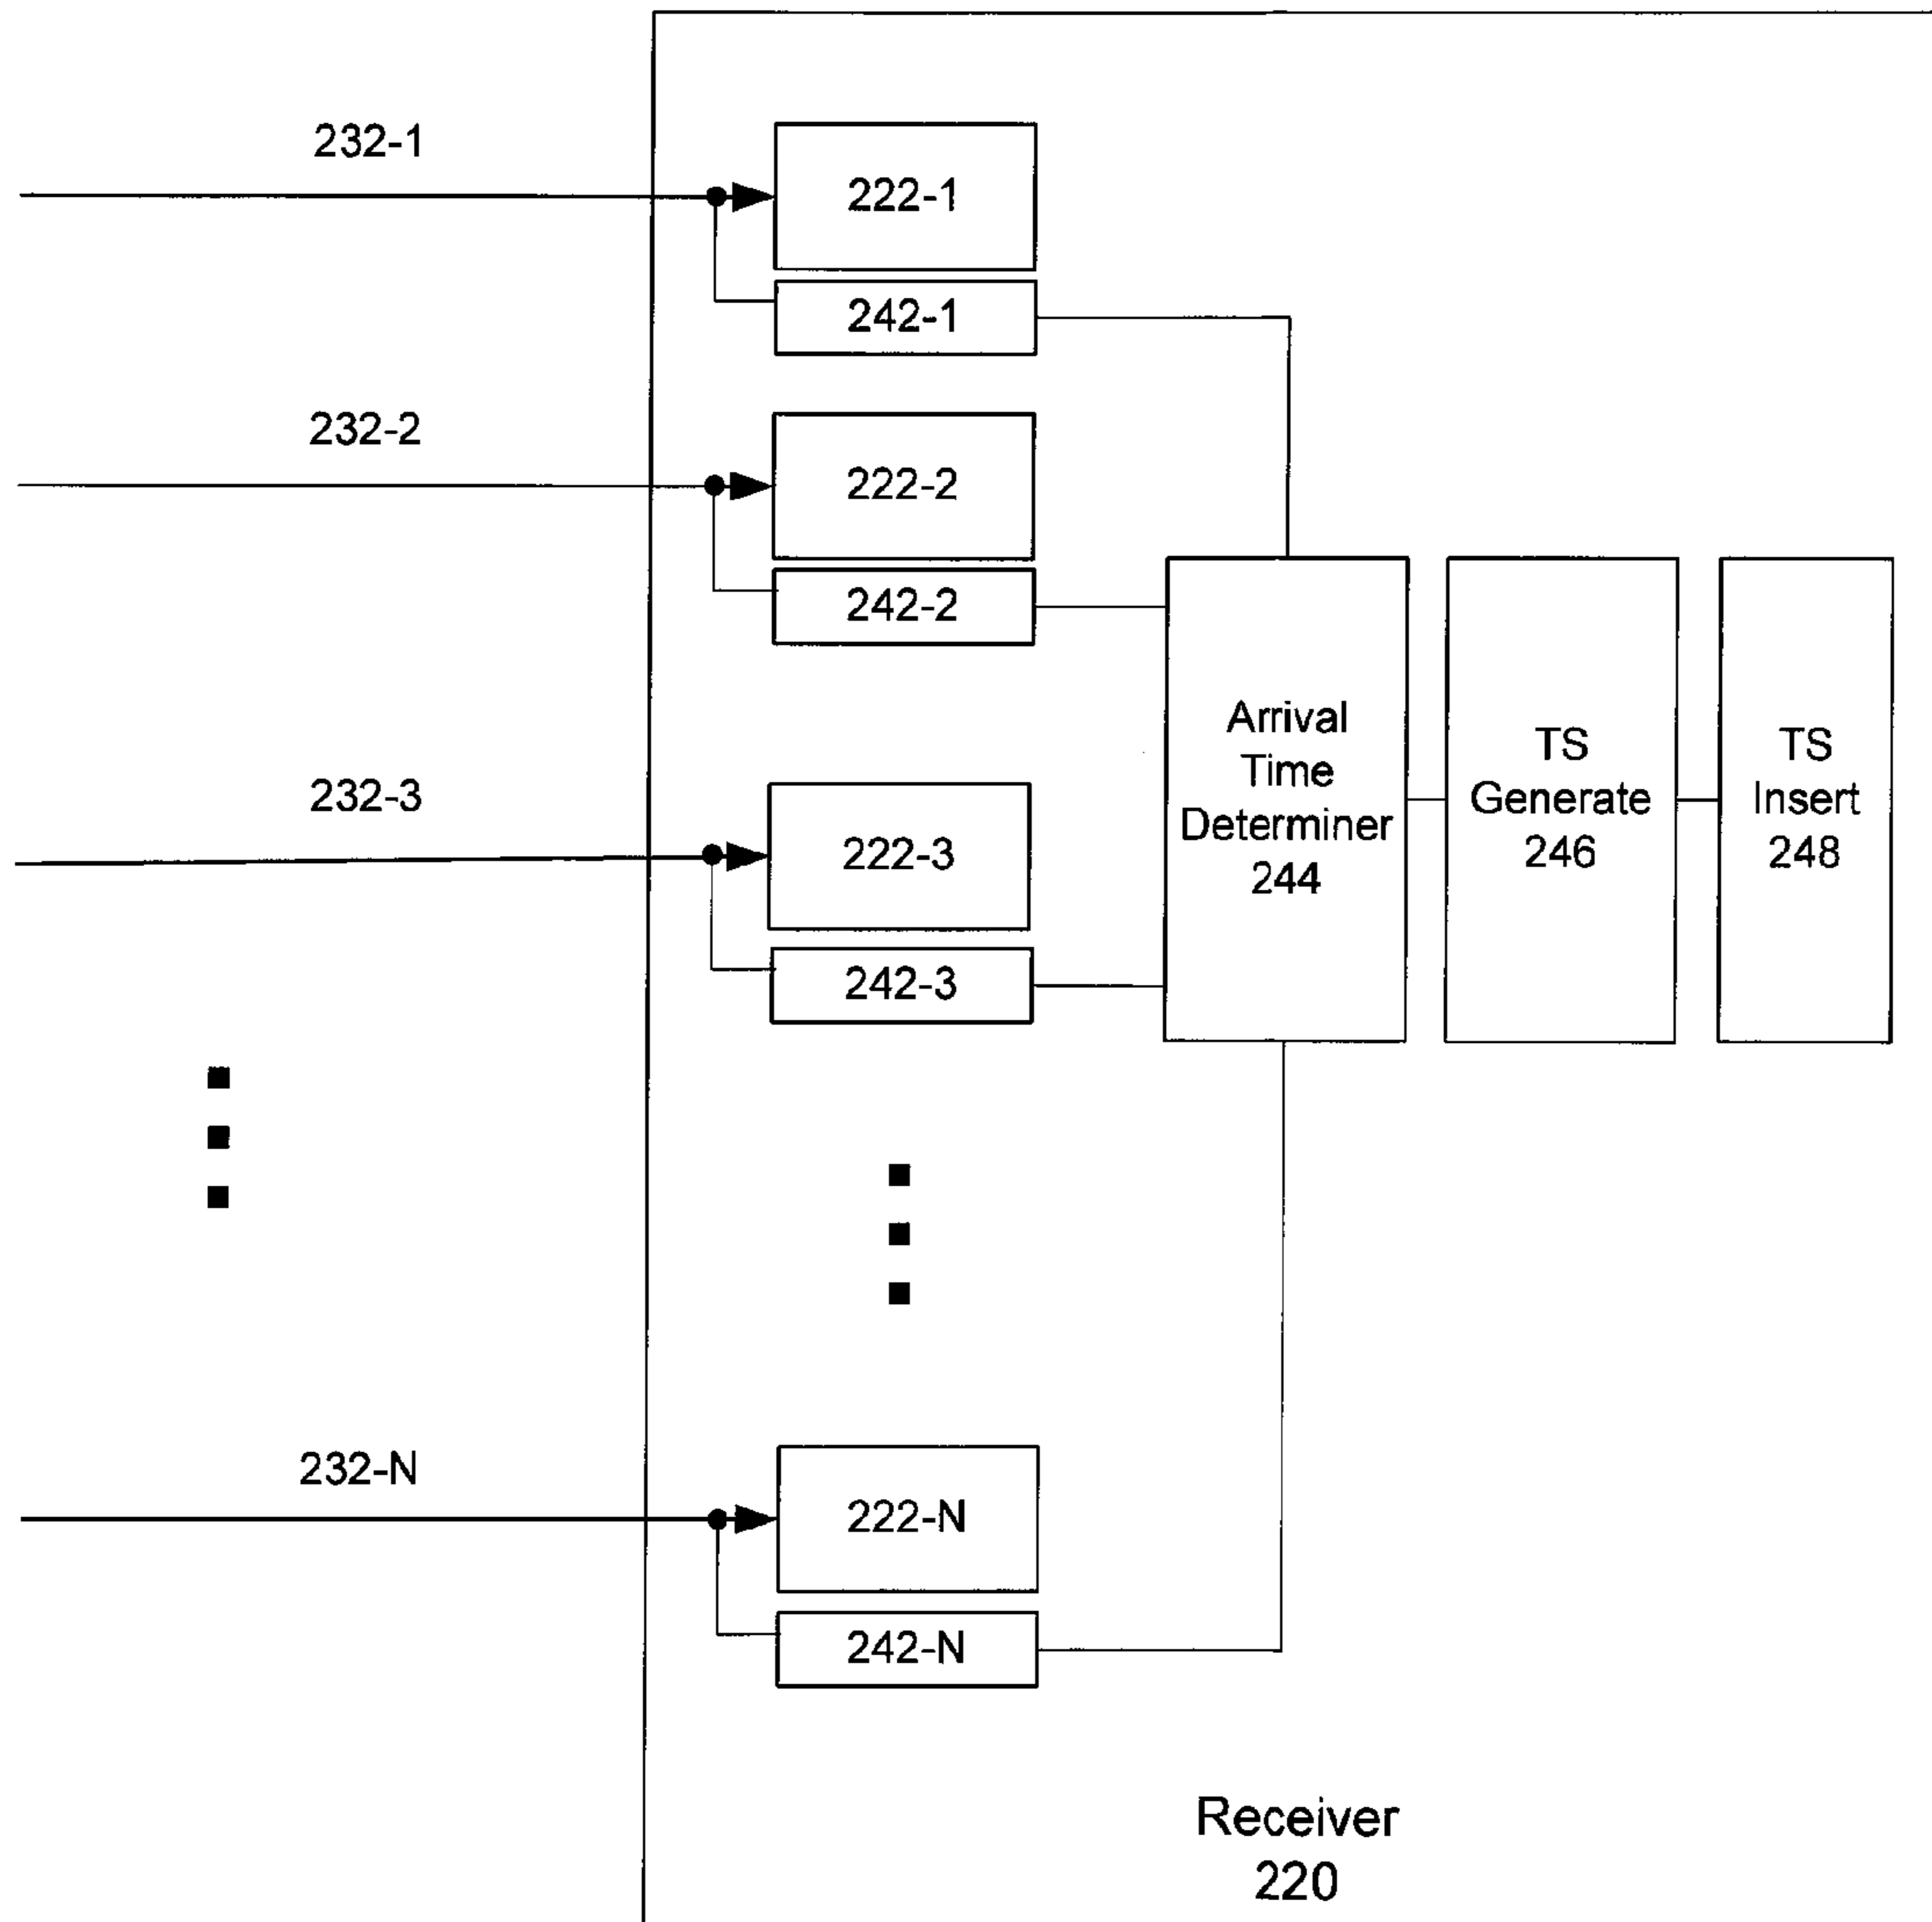 232-1
222-1
242-1
232-2
222-2
242-2
232-3
222-3
242-3
Arrival
Time
Determiner
244
TS
Generate
246
TS
Insert
248
232-N
222-N
242-N
Receiver
220